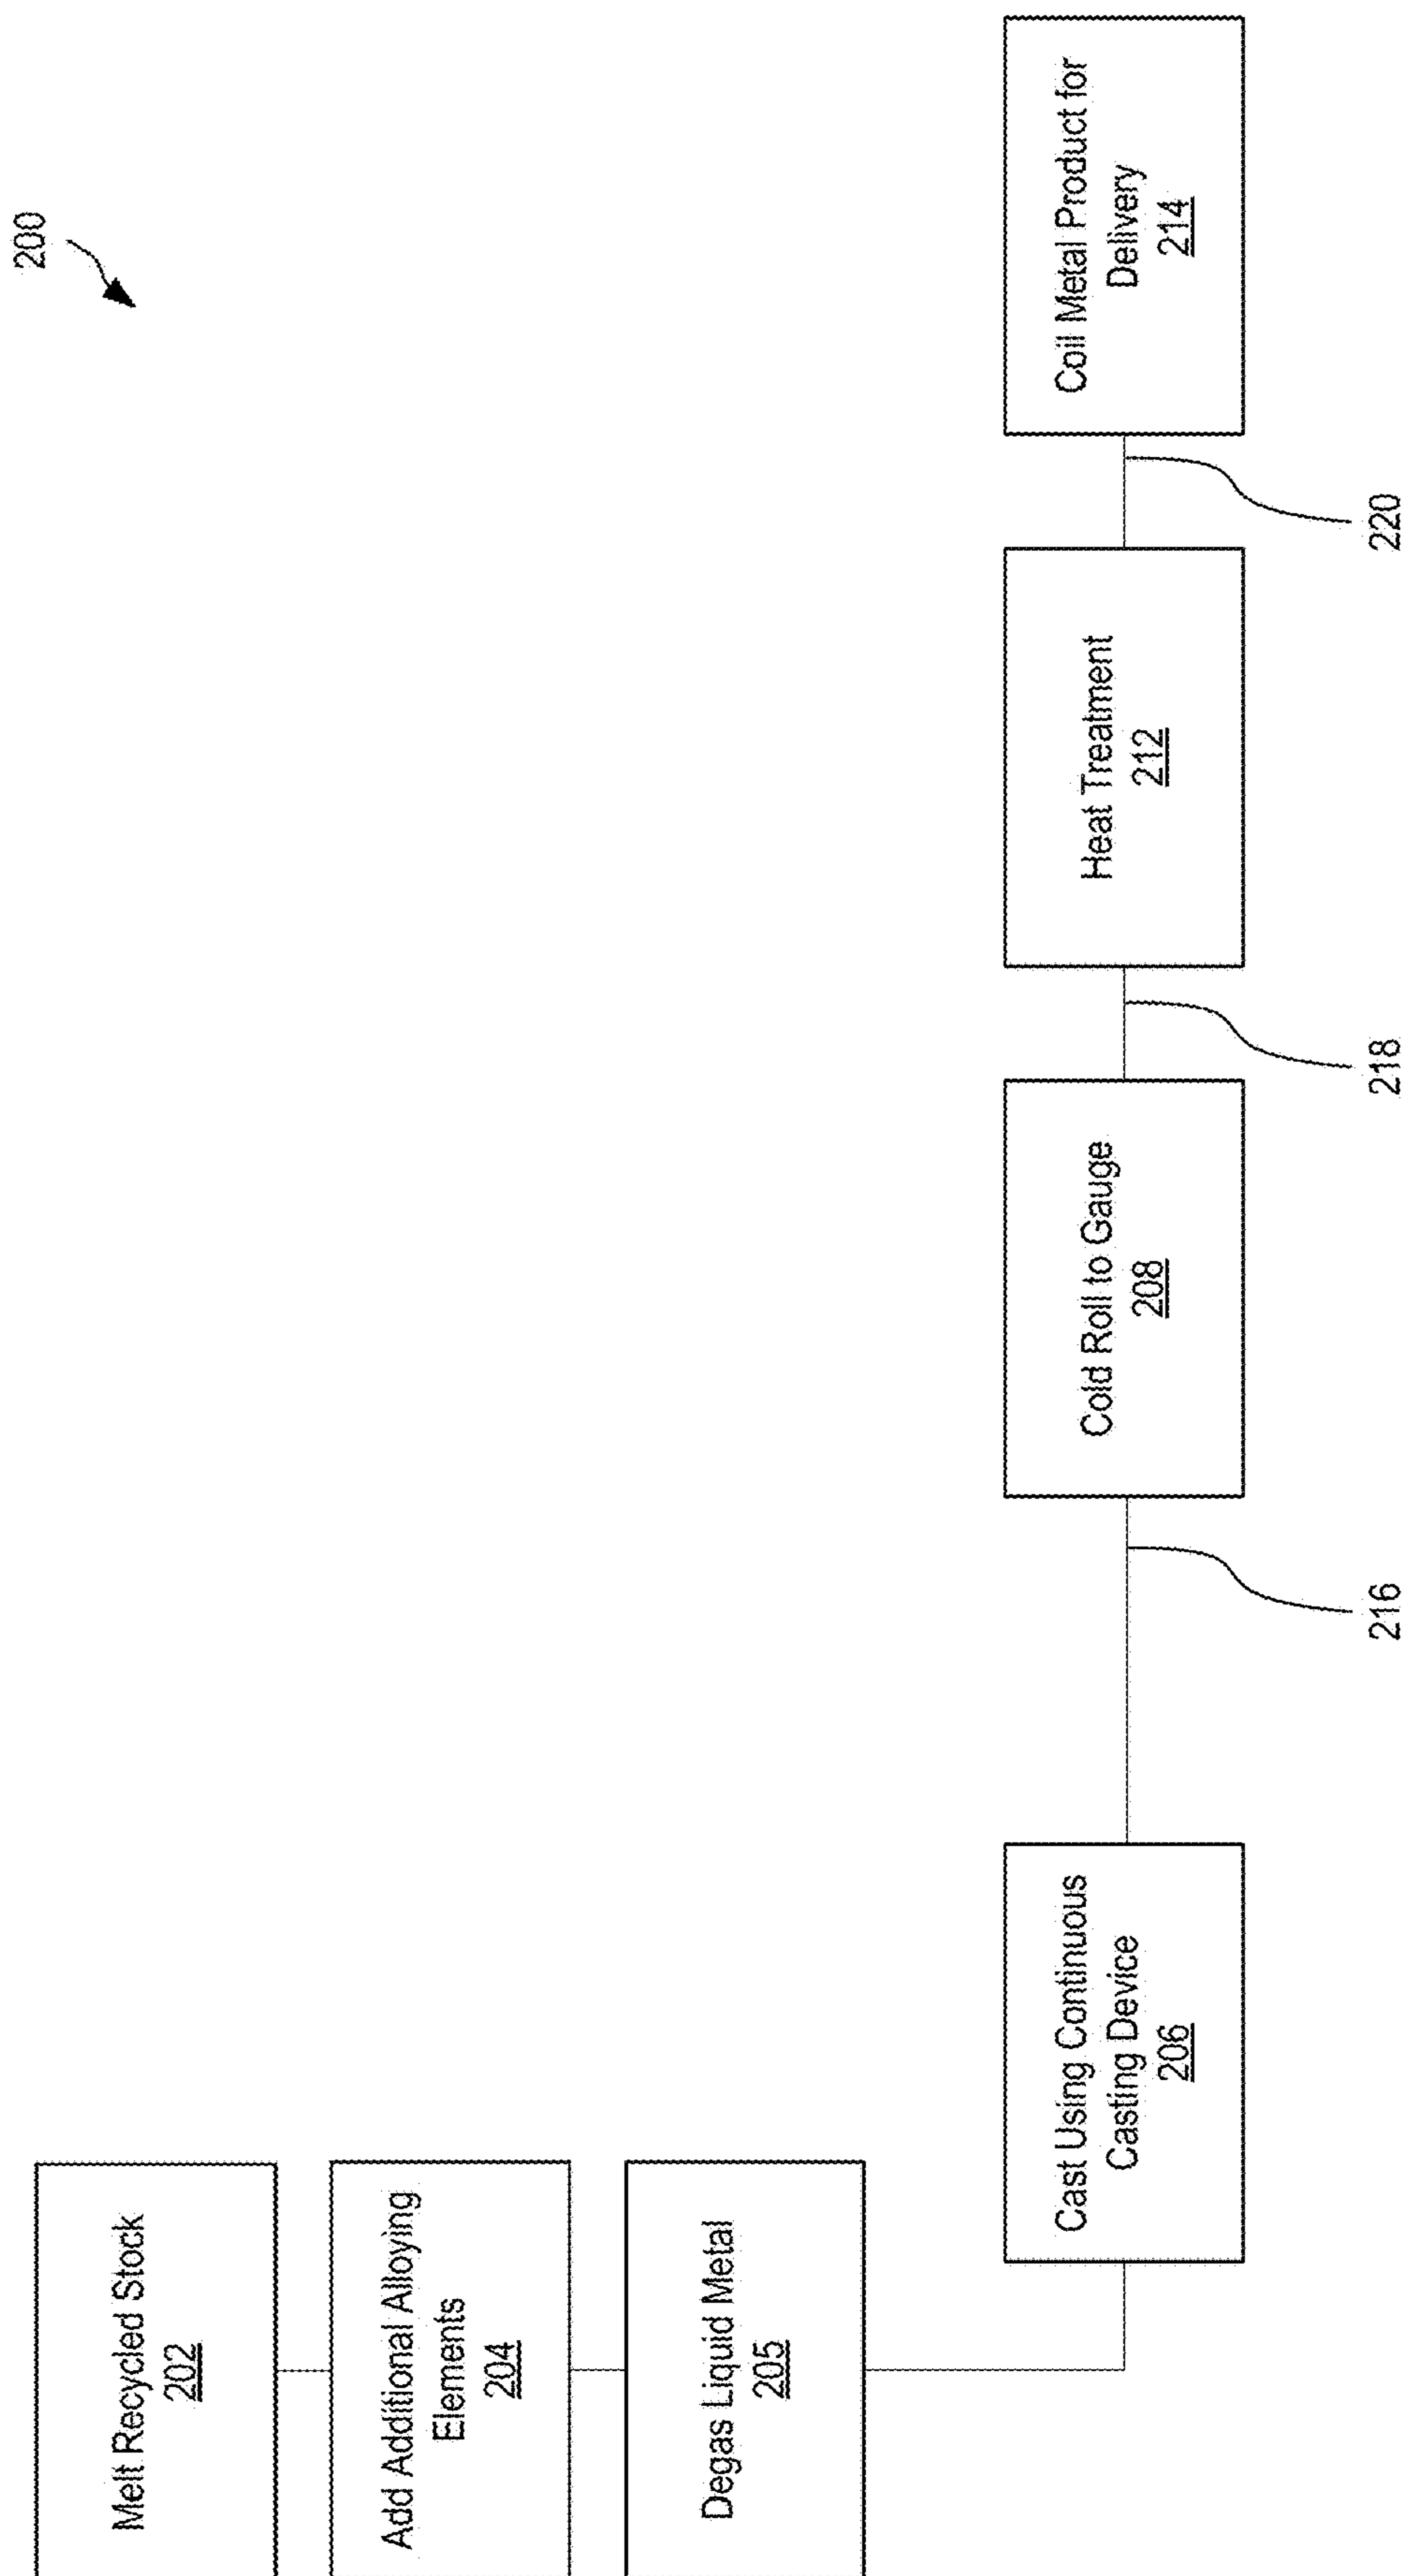 200
Melt Recycled Stock
202
Add Additional Alloying
Elements
204
Degas Liquid Metal
205
Cast Using Continuous
Casting Device
206
216
Cold Roll to Gauge
208
218
Heat Treatment
212
220
Coil Metal Product for
Delivery
214